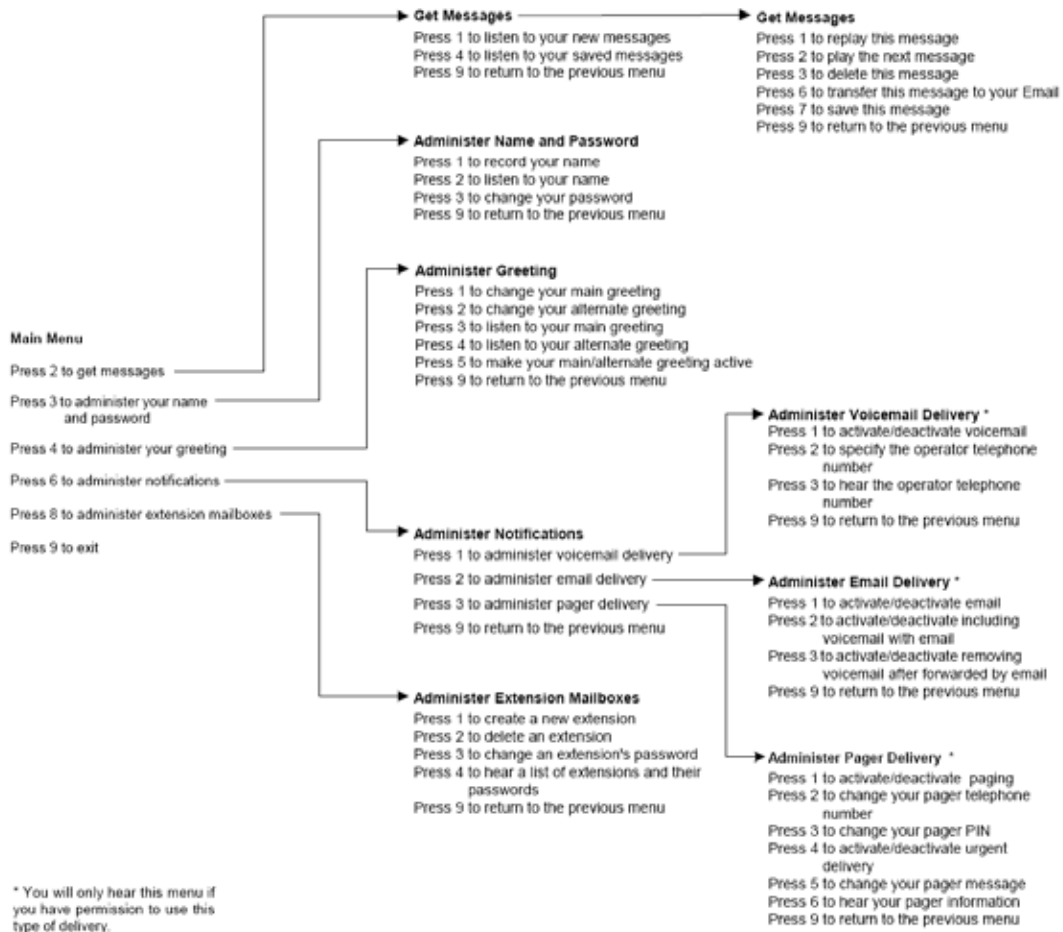 Main Menu
Press 2 to get messages
Press 3 to administer your name
and password
Press 4 to administer your greeting
Press 6 to administer notifications
Press 8 to administer extension mailboxes
Press 9 to exit
Get Messages
Press 1 to listen to your new messages
Press 4 to listen to your saved messages
Press 9 to return to the previous menu
Get Messages
Press 1 to replay this message
Press 2 to play the next message
Press 3 to delete this message
Press 6 to transfer this message to your Email
Press 7 to save this message
Press 9 to return to the previous menu
Administer Name and Password
Press 1 to record your name
Press 2 to listen to your name
Press 3 to change your password
Press 9 to return to the previous menu
Administer Greeting
Press 1 to change your main greeting
Press 2 to change your alternate greeting
Press 3 to listen to your main greeting
Press 4 to listen to your alternate greeting
Press 5 to make your main/alternate greeting active
Press 9 to return to the previous menu
Administer Notifications
Press 1 to administer voicemail delivery
Press 2 to administer email delivery
Press 3 to administer pager delivery
Press 9 to return to the previous menu
Administer Voicemail Delivery *
Press 1 to activate/deactivate voicemail
Press 2 to specify the operator telephone
number
Press 3 to hear the operator telephone
number
Press 9 to return to the previous menu
Administer Email Delivery *
Press 1 to activate/deactivate email
Press 2 to activate/deactivate including
voicemail with email
Press 3 to activate/deactivate removing
voicemail after forwarded by email
Press 9 to return to the previous menu
Administer Pager Delivery *
Press 1 to activate/deactivate paging
Press 2 to change your pager telephone
number
Press 3 to change your pager PIN
Press 4 to activate/deactivate urgent
delivery
Press 5 to change your pager message
Press 6 to hear your pager information
Press 9 to return to the previous menu
Administer Extension Mailboxes
Press 1 to create a new extension
Press 2 to delete an extension
Press 3 to change an extension's password
Press 4 to hear a list of extensions and their
passwords
Press 9 to return to the previous menu
* You will only hear this menu if
you have permission to use this
type of delivery.